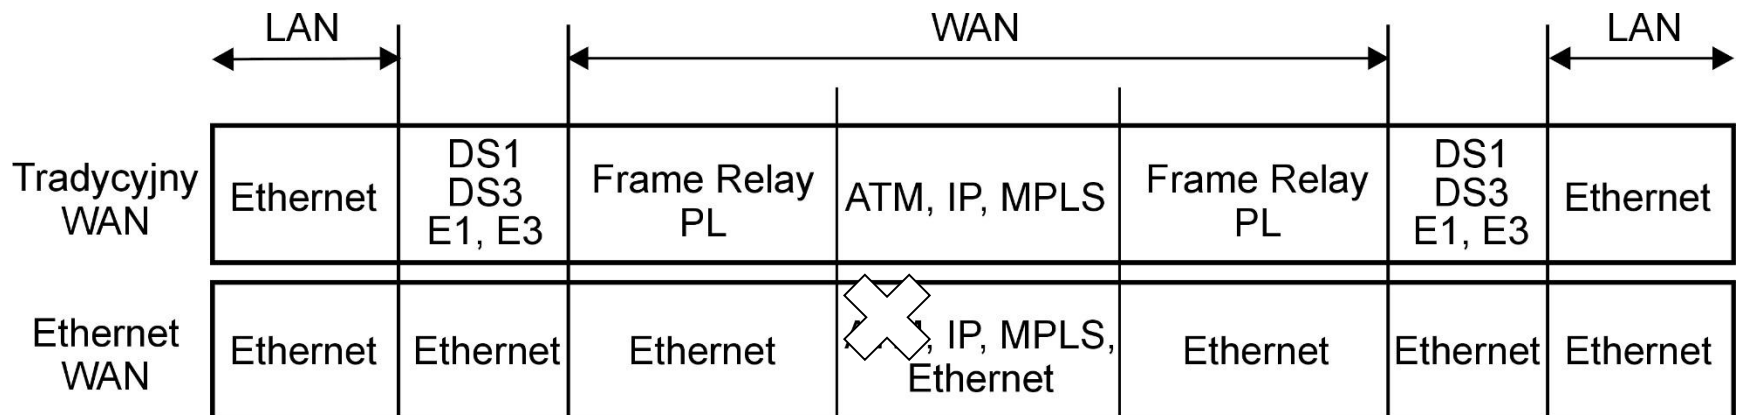 LAN
WAN
LAN
Tradycyjny
WAN
Ethernet
DS1
DS3
E1, E3
Frame Relay
PL
ATM, IP, MPLS
Frame Relay
PL
DS1
DS3
E1, E3
Ethernet
Ethernet
WAN
Ethernet
Ethernet
Ethernet
, IP, MPLS,
Ethernet
Ethernet
Ethernet
Ethernet